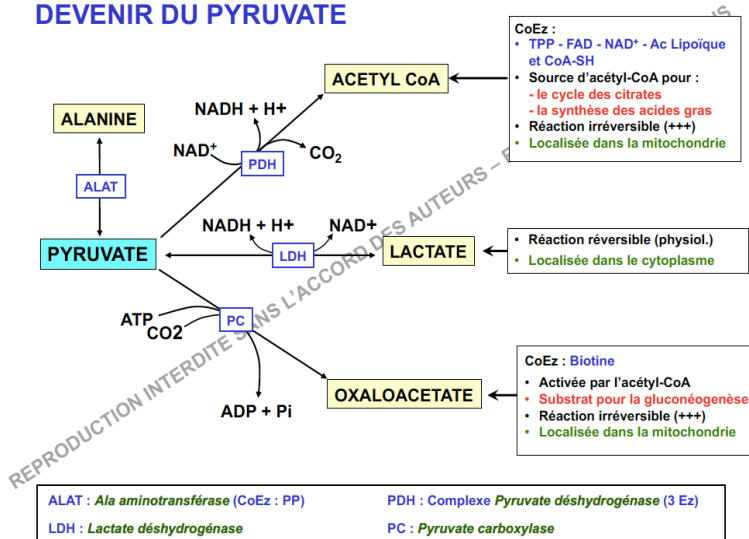 DEVENIR DU PYRUVATE
CoEz :
• TPP - FAD - NAD⁺ - Ac Lipoïque
et CoA-SH
• Source d'acétyl-CoA pour :
- le cycle des citrates
- la synthèse des acides gras
• Réaction irréversible (+++)
• Localisée dans la mitochondrie
ACETYL CoA
ALANINE
NADH + H+
NAD⁺
CO₂
PDH
ALAT
NADH + H+
NAD+
PYRUVATE
LDH
LACTATE
• Réaction réversible (physiol.)
• Localisée dans le cytoplasme
ATP
CO2
PC
ADP + Pi
OXALOACETATE
CoEz : Biotine
• Activée par l'acétyl-CoA
• Substrat pour la gluconéogenèse
• Réaction irréversible (+++)
• Localisée dans la mitochondrie
REPRODUCTION INTERDITE SANS L'ACCORD DES AUTEURS –
ALAT : Ala aminotransférase (CoEz : PP)
PDH : Complexe Pyruvate déshydrogénase (3 Ez)
LDH : Lactate déshydrogénase
PC : Pyruvate carboxylase